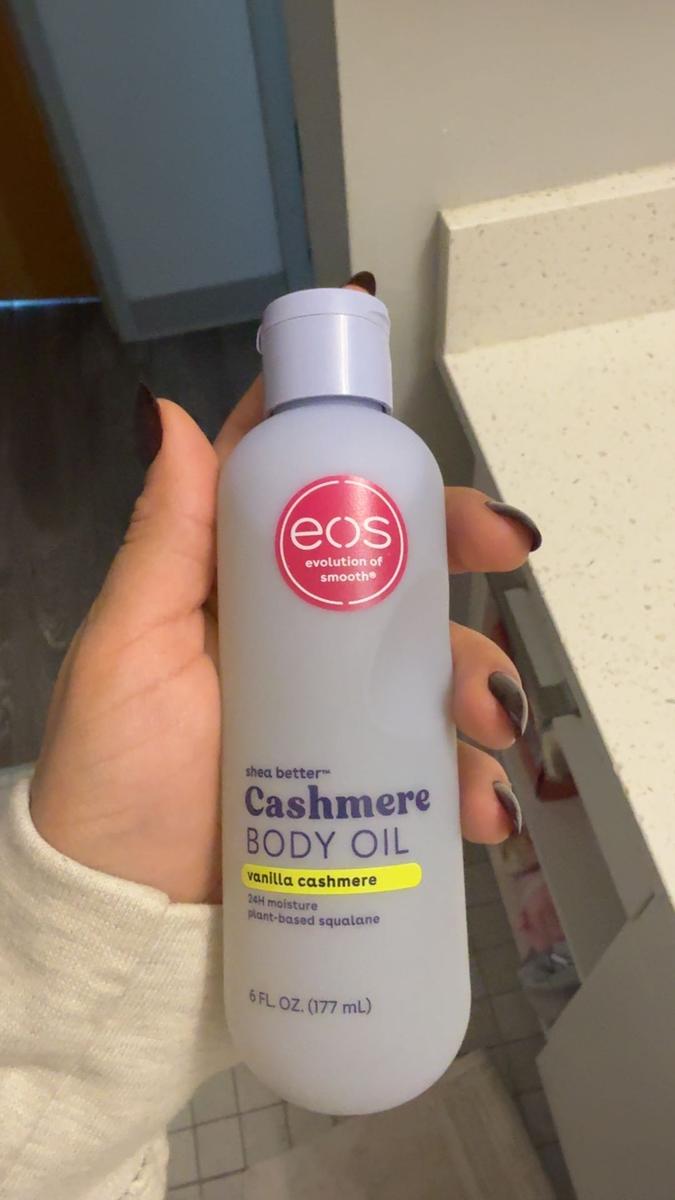 eos
evolution of
smooth®
shea better™
Cashmere
BODY OIL
vanilla cashmere
24H moisture
plant-based squalane
6 FL. OZ. (177 mL)